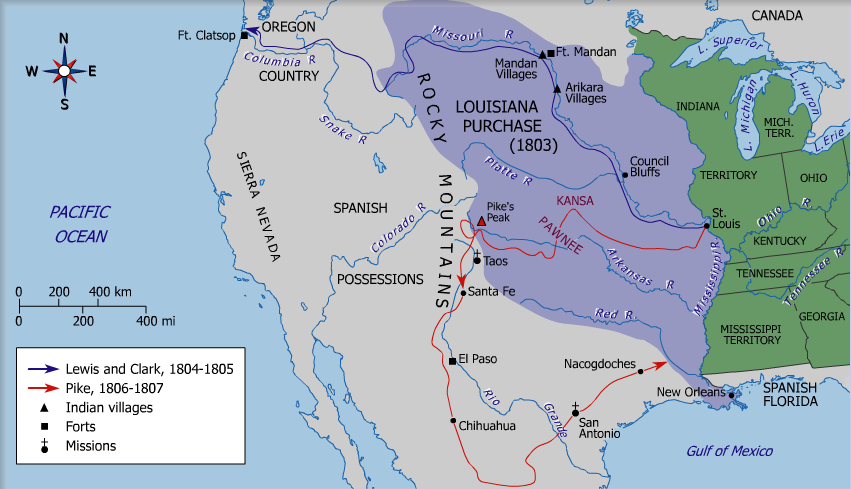 CANADA
OREGON
COUNTRY
Ft. Clatsop
Columbia R
Snake R
Missouri R
Ft. Mandan
Mandan
Villages
Arikara
Villages
L. Superior
L. Michigan
L. Huron
L. Erie
MICH.
TERR.
INDIANA
TERRITORY
OHIO
N
W
E
S
ROCKY
MOUNTAINS
LOUISIANA
PURCHASE
(1803)
Council
Bluffs
Platte R
SIERRA NEVADA
PACIFIC
OCEAN
SPANISH
POSSESSIONS
Colorado R
Pike's
Peak
KANSA
PAWNEE
St.
Louis
Ohio R
KENTUCKY
TENNESSEE
Tennessee R
Mississippi R
Arkansas R
Red R.
Taos
Santa Fe
MISSISSIPPI
TERRITORY
GEORGIA
0 200 400 km
0 200 400 mi
El Paso
Rio
Grande
Chihuahua
Nacogdoches
San
Antonio
New Orleans
SPANISH
FLORIDA
Gulf of Mexico
Lewis and Clark, 1804-1805
Pike, 1806-1807
Indian villages
Forts
Missions